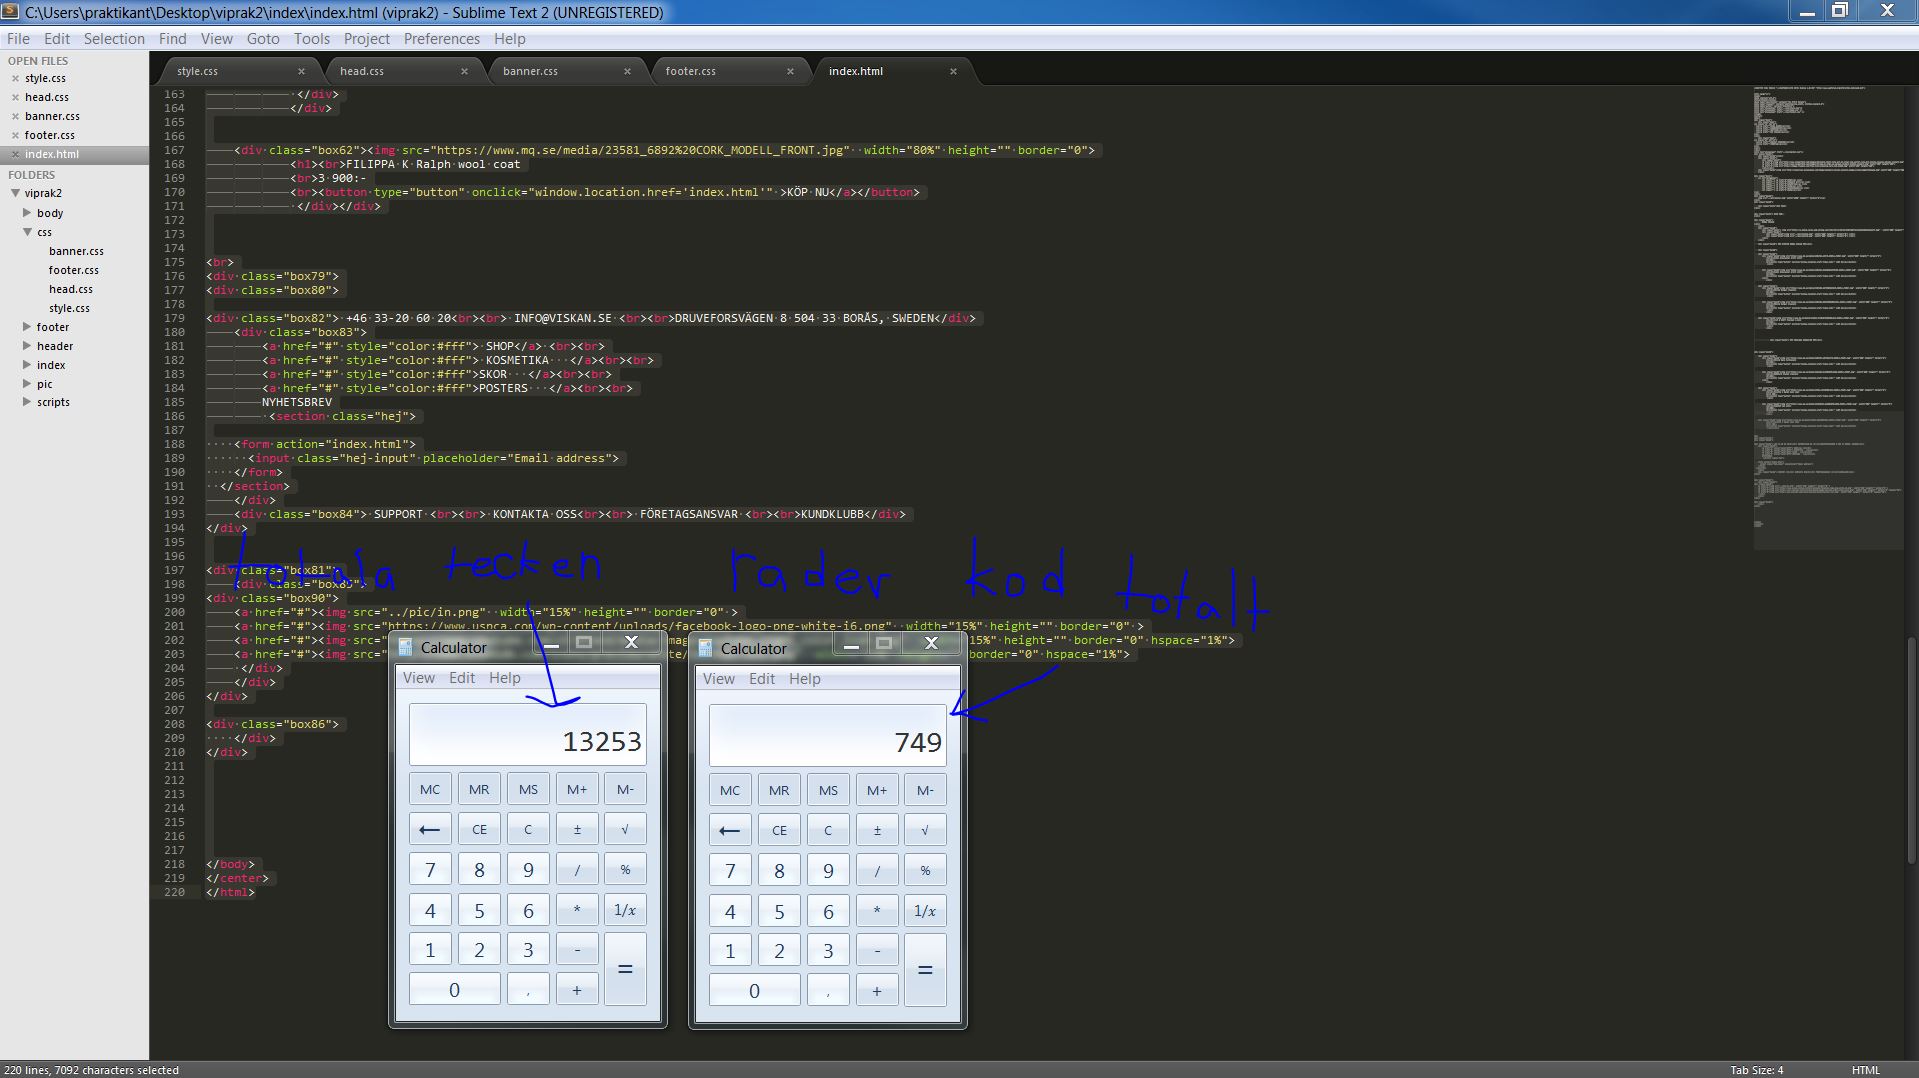 C:\Users\praktikant\Desktop\viprak2\index\index.html (viprak2) - Sublime Text 2 (UNREGISTERED)
File Edit Selection Find View Goto Tools Project Preferences Help
OPEN FILES
style.css
head.css
banner.css
footer.css
index.html
FOLDERS
viprak2
body
css
banner.css
footer.css
head.css
style.css
footer
header
index
pic
scripts
style.css head.css banner.css footer.css index.html
163 </div>
164 </div>
165
166
167 <div class="box62"><img src="https://www.mq.se/media/23581_6892%20CORK_MODELL_FRONT.jpg" width="80%" height="" border="0">
168 <h1><br>FILIPPA K Ralph wool coat
169 <br>3 900:-
170 <br><button type="button" onclick="window.location.href='index.html'" >KÖP NU</a></button>
171 </div></div>
172
173
174
175 <br>
176 <div class="box79">
177 <div class="box80">
178
179 <div class="box82"> +46 33-20 60 20<br><br> INFO@VISKAN.SE <br><br>DRUVEFORSVÄGEN 8 504 33 BORÅS, SWEDEN</div>
180 <div class="box83">
181 <a href="#" style="color:#fff"> SHOP</a> <br><br>
182 <a href="#" style="color:#fff"> KOSMETIKA </a><br><br>
183 <a href="#" style="color:#fff">SKOR </a><br><br>
184 <a href="#" style="color:#fff">POSTERS </a><br><br>
185 NYHETSBREV
186 <section class="hej">
187
188 <form action="index.html">
189 <input class="hej-input" placeholder="Email address">
190 </form>
191 </section>
192 </div>
193 <div class="box84"> SUPPORT <br><br> KONTAKTA OSS<br><br> FÖRETAGSANSVAR <br><br>KUNDKLUBB</div>
194 </div>
195
196
totala tecken rader kod totalt
197 <div class="box81">
198 <div class=
199 <div class="box90">
200 <a href="#"><img src="../pic/in.png" width="15%" height="" border="0" >
201 <a href="#"><img src="https://www.uspca.com/wp-content/uploads/facebook-logo-png-white-i6.png" width="15%" height="" border="0" >
202 <a href="#"><img src= 15%" height="" border="0" hspace="1%">
203 <a href="#"><img src= border="0" hspace="1%">
204 </div>
205 </div>
206 </div>
207
208 <div class="box86">
209 </div>
210 </div>
211
212
213
214
215
216
217
218 </body>
219 </center>
220 </html>
Calculator
View Edit Help
13253
MC MR MS M+ M-
← CE C ± √
7 8 9 / %
4 5 6 * 1/x
1 2 3 - =
0 , +
Calculator
View Edit Help
749
MC MR MS M+ M-
← CE C ± √
7 8 9 / %
4 5 6 * 1/x
1 2 3 - =
0 , +
220 lines, 7092 characters selected Tab Size: 4 HTML